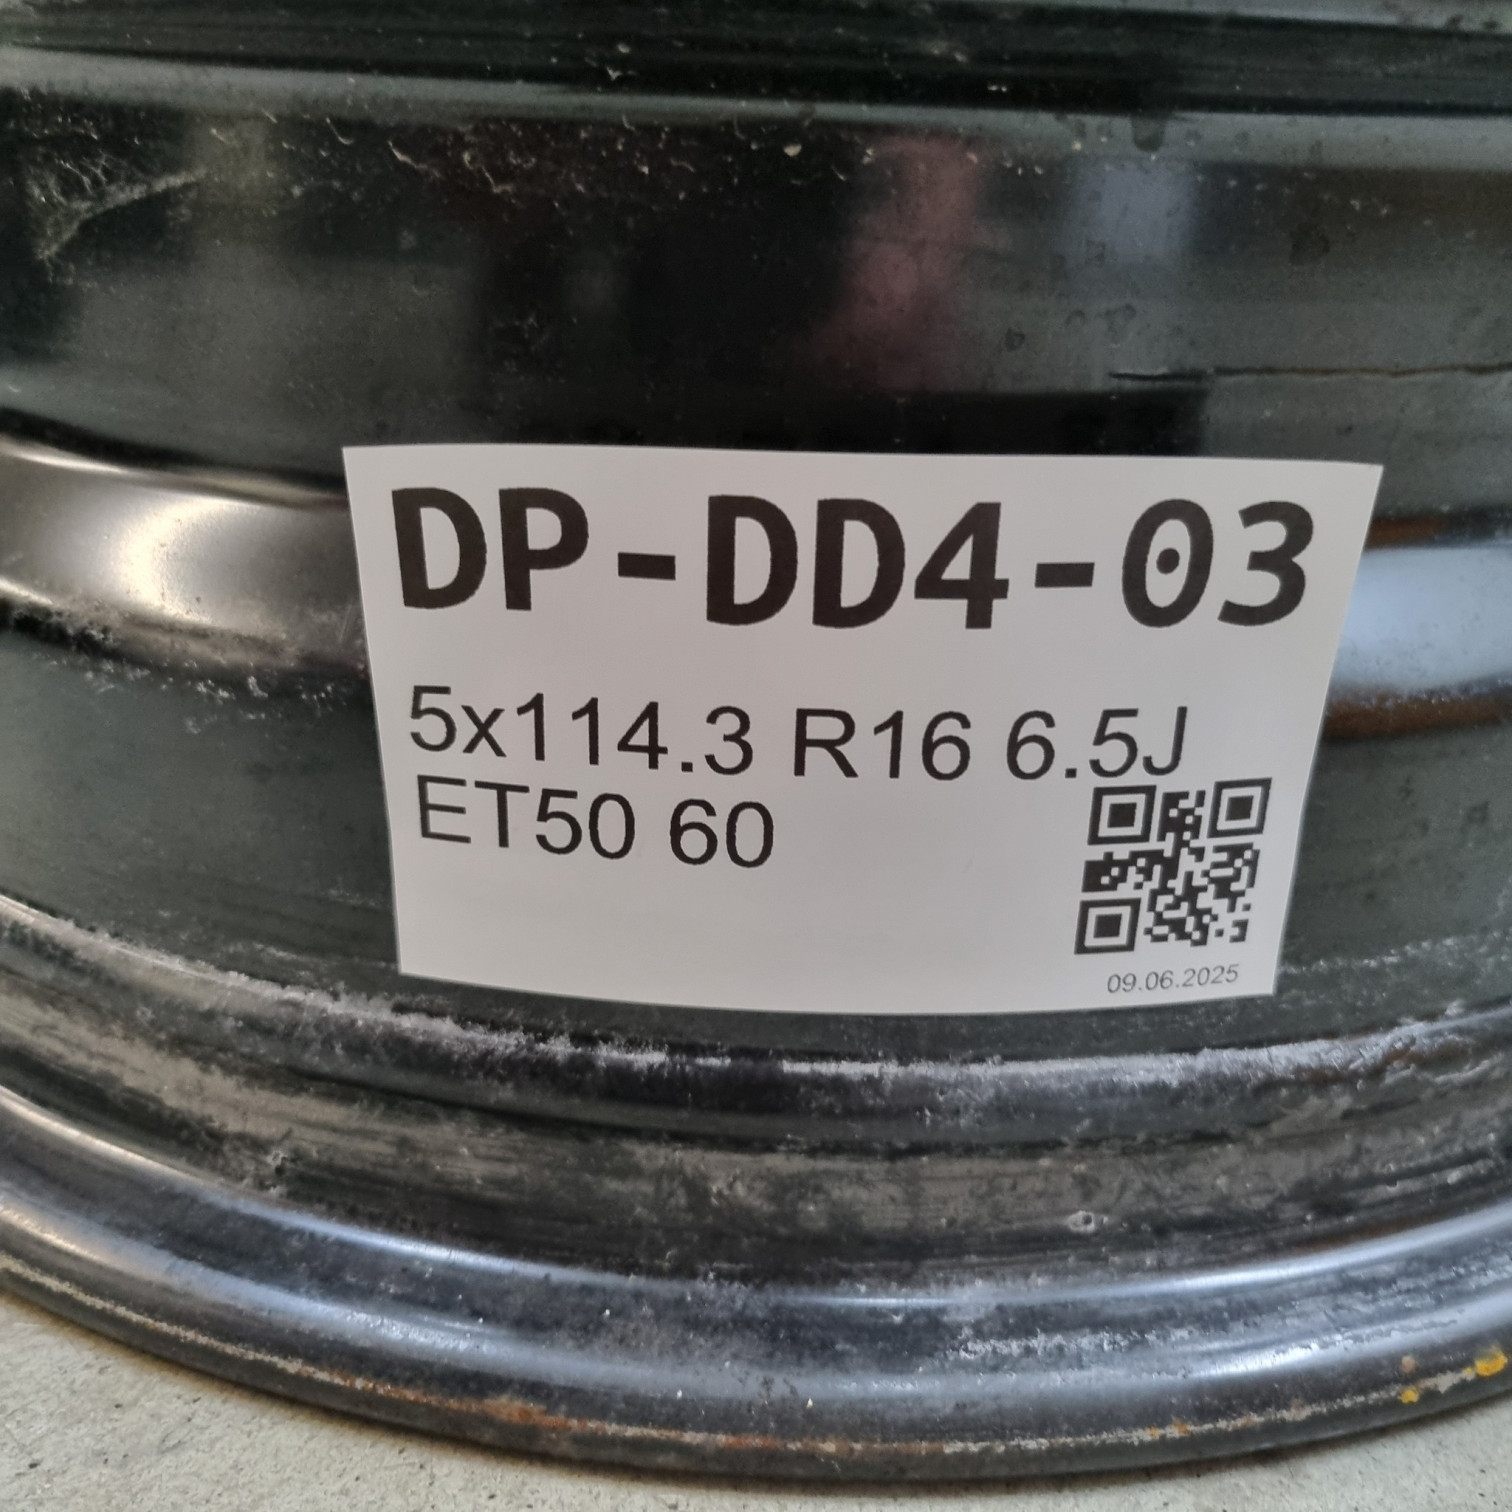 DP-DD4-03
5x114.3 R16 6.5J
ET50 60
09.06.2025